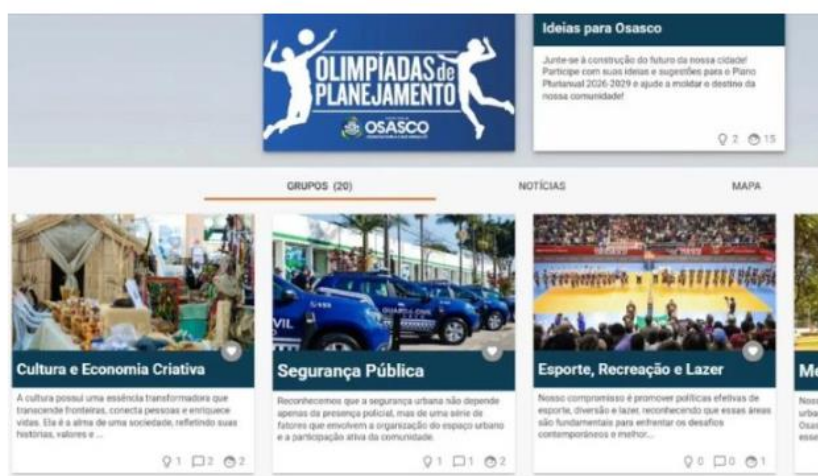 OLIMPÍADAS de
PLANEJAMENTO
OSASCO
Ideias para Osasco
Junte-se à construção do futuro da nossa cidade!
Participe com suas ideias e sugestões para o Plano
Plurianual 2026-2029 e ajude a moldar o destino da
nossa comunidade!
2 15
GRUPOS (20) NOTÍCIAS MAPA
Cultura e Economia Criativa
A cultura possui uma essência transformadora que
transcende fronteiras, conecta pessoas e enriquece
vidas. Ela é a alma de uma sociedade, refletindo suas
histórias, valores e ...
1 2 2
Segurança Pública
Reconhecemos que a segurança urbana não depende
apenas da presença policial, mas de uma série de
fatores que envolvem a organização do espaço urbano
e a participação ativa da comunidade.
1 1 2
Esporte, Recreação e Lazer
Nosso compromisso é promover políticas efetivas de
esporte, diversão e lazer, reconhecendo que essas áreas
são fundamentais para enfrentar os desafios
contemporâneos e melhor...
0 0 1